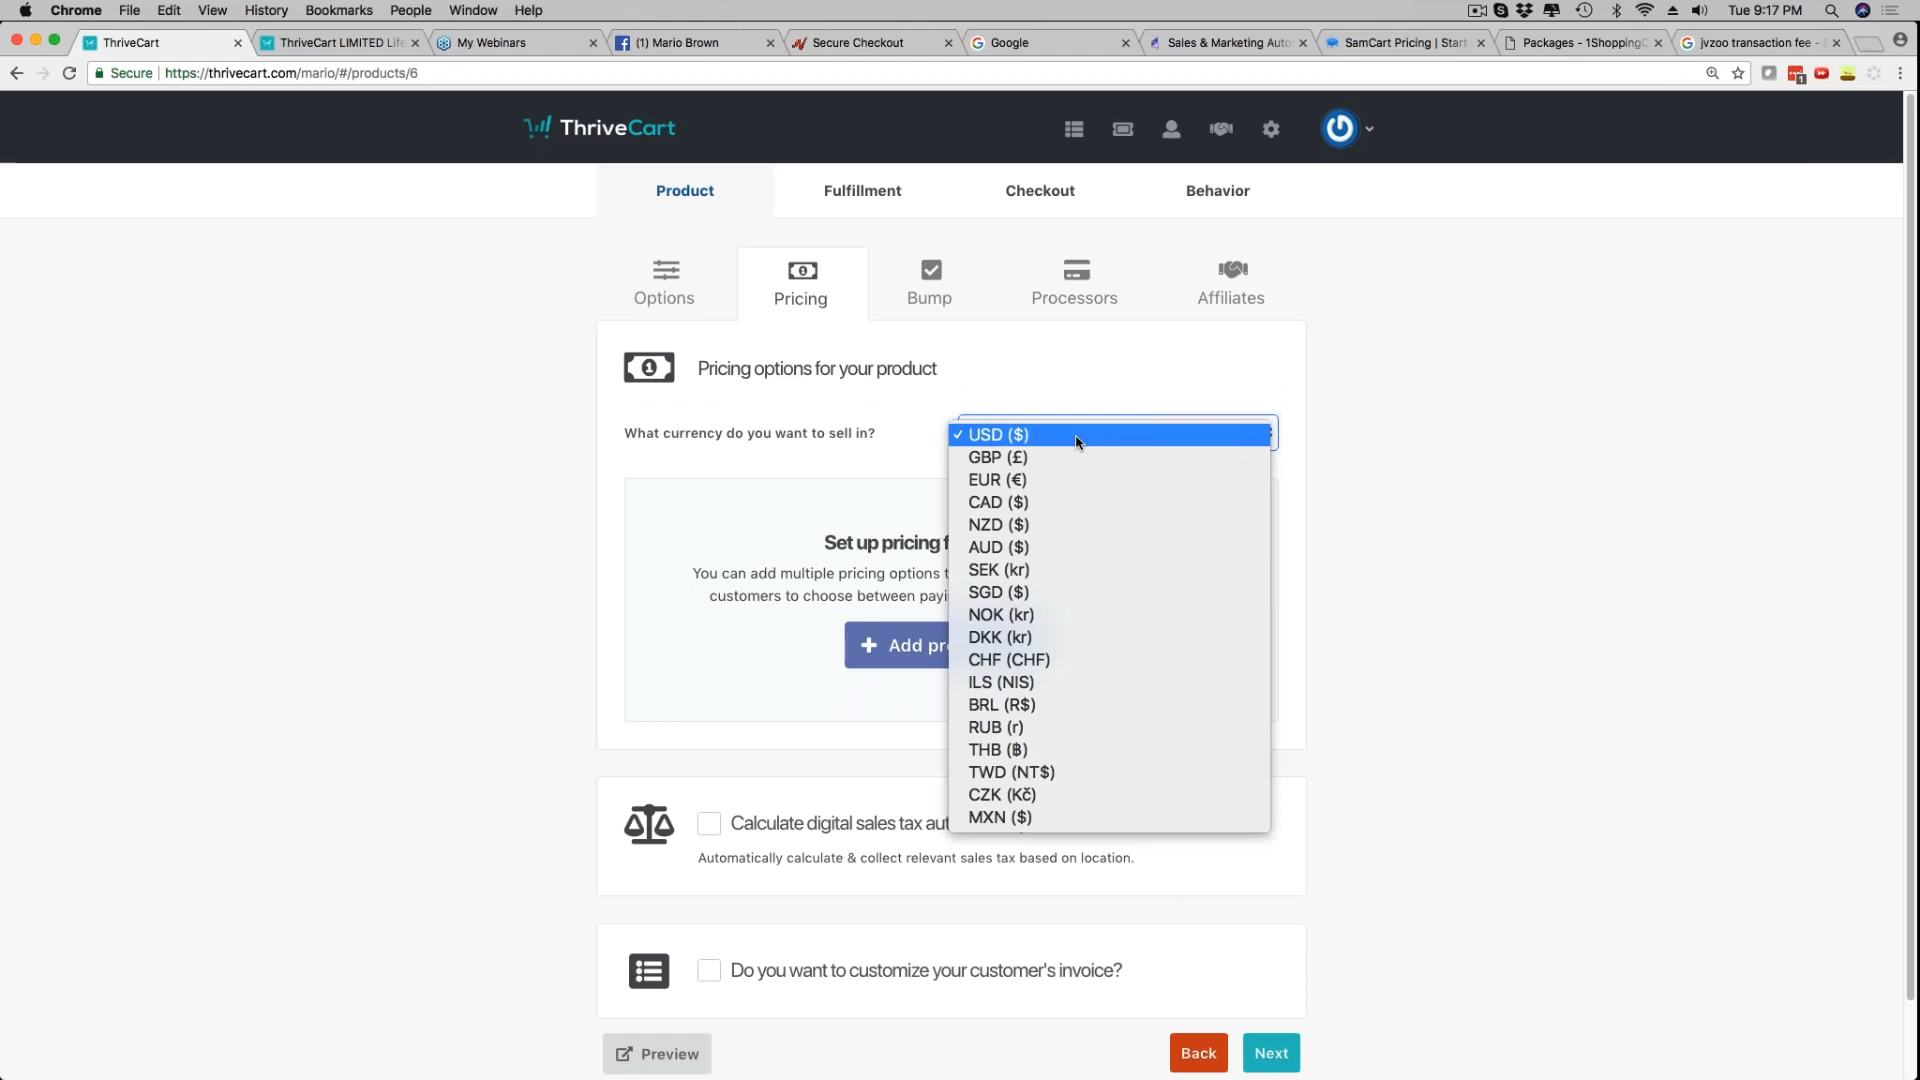 Chrome File Edit View History Bookmarks People Window Help Tue 9:17 PM
ThriveCart
ThriveCart LIMITED Life
My Webinars
(1) Mario Brown
Secure Checkout
Google
Sales & Marketing Auto
SamCart Pricing | Start
Packages - 1ShoppingC
jvzoo transaction fee -
Secure https://thrivecart.com/mario/#/products/6
1
ThriveCart
Product Fulfillment Checkout Behavior
Options Pricing Bump Processors Affiliates
Pricing options for your product
What currency do you want to sell in?
✓ USD ($)
GBP (£)
EUR (€)
CAD ($)
NZD ($)
AUD ($)
SEK (kr)
SGD ($)
NOK (kr)
DKK (kr)
CHF (CHF)
ILS (NIS)
BRL (R$)
RUB (r)
THB (฿)
TWD (NT$)
CZK (Kč)
MXN ($)
Set up pricing f
You can add multiple pricing options t
customers to choose between payi
+ Add pr
Calculate digital sales tax aut
Automatically calculate & collect relevant sales tax based on location.
Do you want to customize your customer's invoice?
Preview Back Next